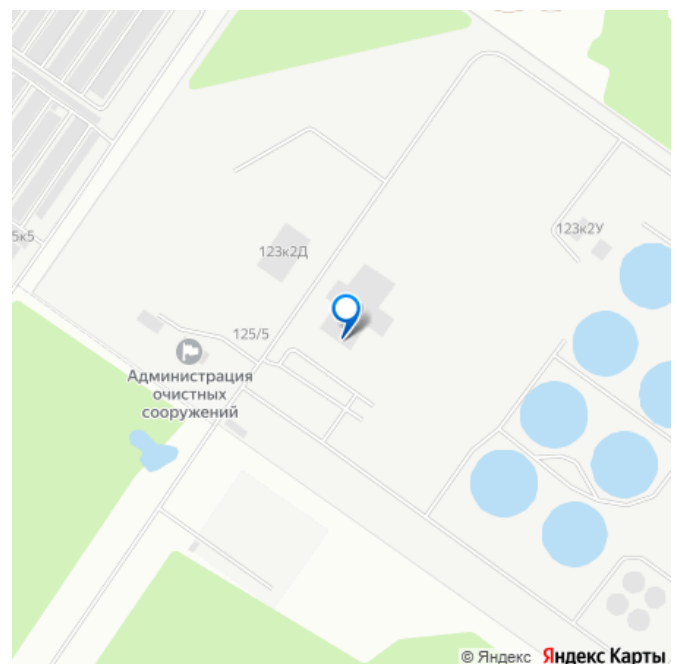 123к2У
5к5
123к2Д
125/5
Администрация
очистных
сооружений
© Яндекс Яндекс Карты